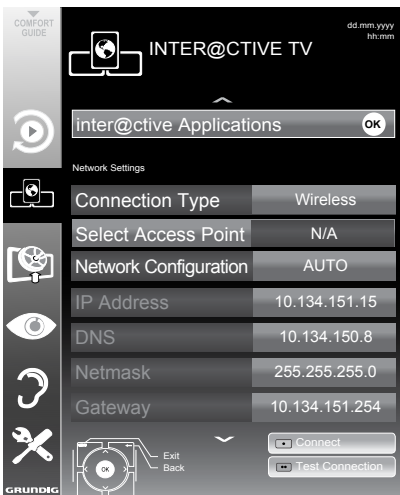 COMFORT
GUIDE
INTER@CTIVE TV
dd.mm.yyyy
hh:mm
inter@ctive Applications OK
Network Settings
Connection Type Wireless
Select Access Point N/A
Network Configuration AUTO
IP Address 10.134.151.15
DNS 10.134.150.8
Netmask 255.255.255.0
Gateway 10.134.151.254
Exit
Back
OK
Connect
Test Connection
GRUNDIG